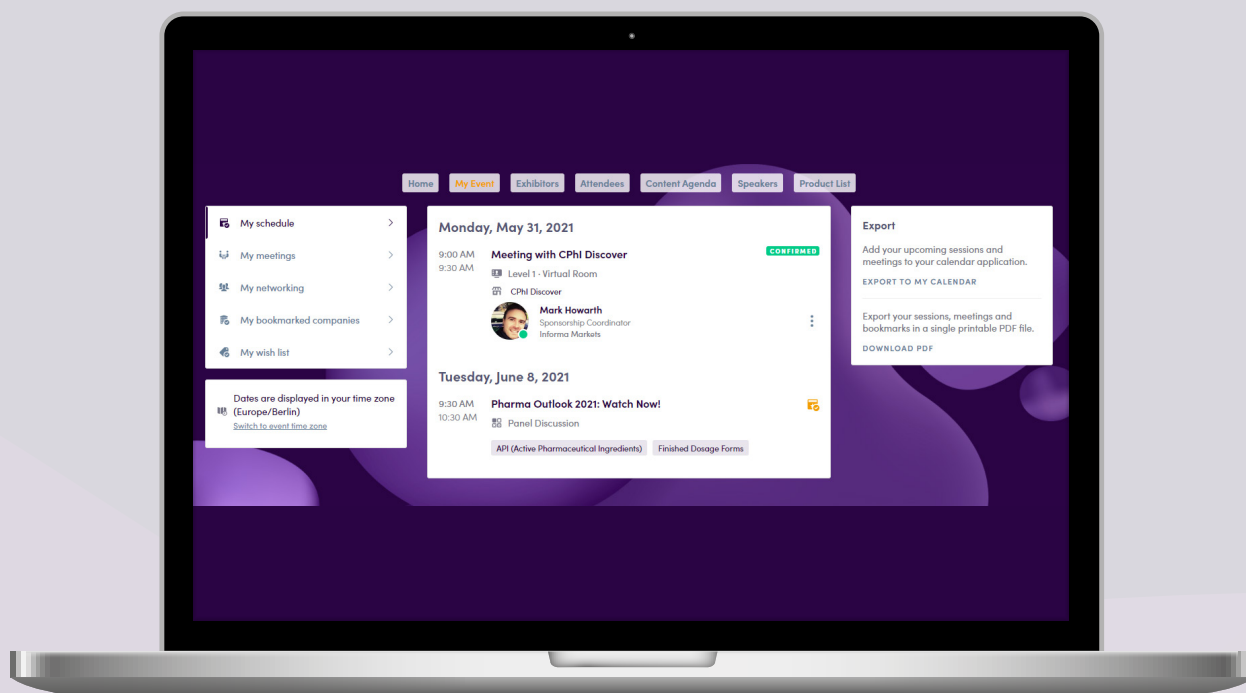 Home
My Event
Exhibitors
Attendees
Content Agenda
Speakers
Product List
My schedule
My meetings
My networking
My bookmarked companies
My wish list
Dates are displayed in your time zone
(Europe/Berlin)
Switch to event time zone
Monday, May 31, 2021
9:00 AM
9:30 AM
Meeting with CPhI Discover
CONFIRMED
Level 1 · Virtual Room
CPhI Discover
Mark Howarth
Sponsorship Coordinator
Informa Markets
Tuesday, June 8, 2021
9:30 AM
10:30 AM
Pharma Outlook 2021: Watch Now!
Panel Discussion
API (Active Pharmaceutical Ingredients)
Finished Dosage Forms
Export
Add your upcoming sessions and
meetings to your calendar application.
EXPORT TO MY CALENDAR
Export your sessions, meetings and
bookmarks in a single printable PDF file.
DOWNLOAD PDF